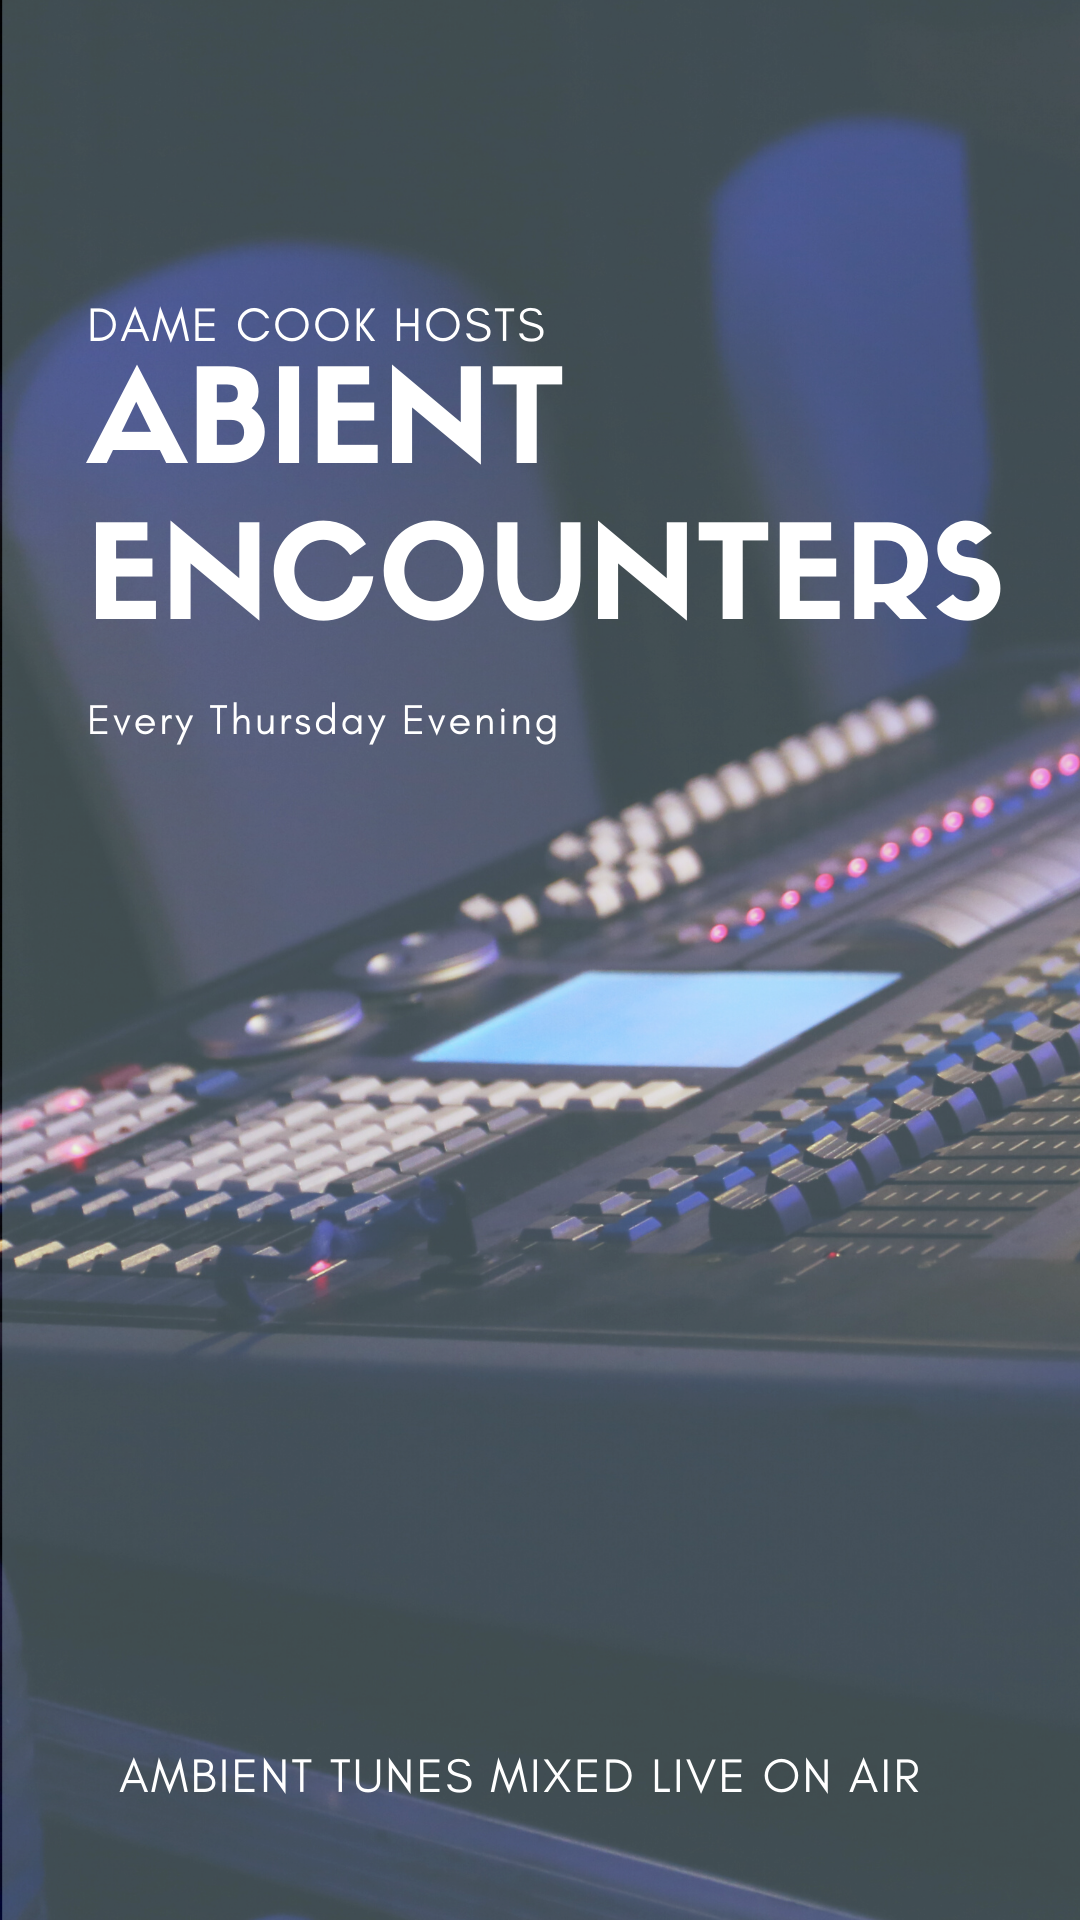 DAME COOK HOSTS
ABIENT
ENCOUNTERS
Every Thursday Evening
AMBIENT TUNES MIXED LIVE ON AIR